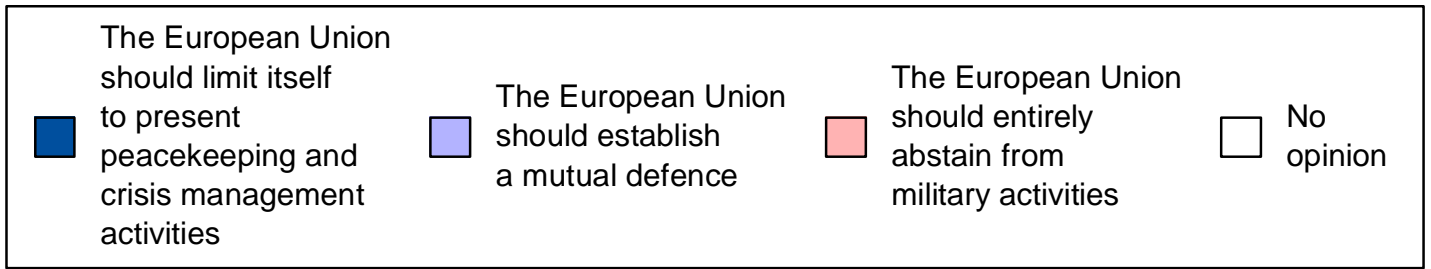 The European Union
should limit itself
to present
peacekeeping and
crisis management
activities
The European Union
should establish
a mutual defence
The European Union
should entirely
abstain from
military activities
No
opinion